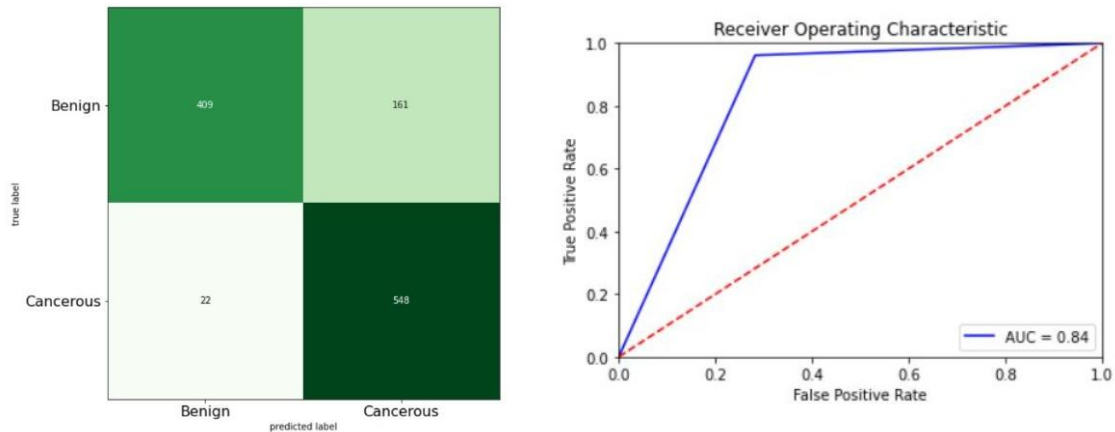 Benign
409
161
true label
Cancerous
22
548
Benign
Cancerous
predicted label
Receiver Operating Characteristic
1.0
0.8
0.6
0.4
0.2
0.0
True Positive Rate
AUC = 0.84
0.0
0.2
0.4
0.6
0.8
1.0
False Positive Rate